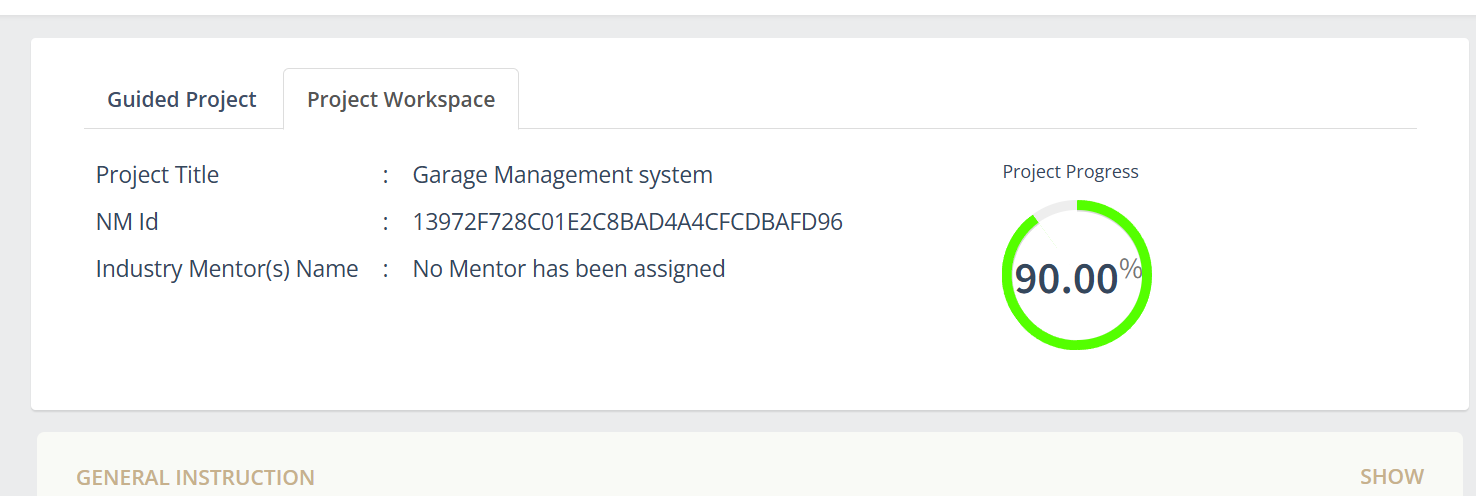 Guided Project
Project Workspace
Project Title : Garage Management system
NM Id : 13972F728C01E2C8BAD4A4CFCDBAFD96
Industry Mentor(s) Name : No Mentor has been assigned
Project Progress
90.00%
GENERAL INSTRUCTION
SHOW